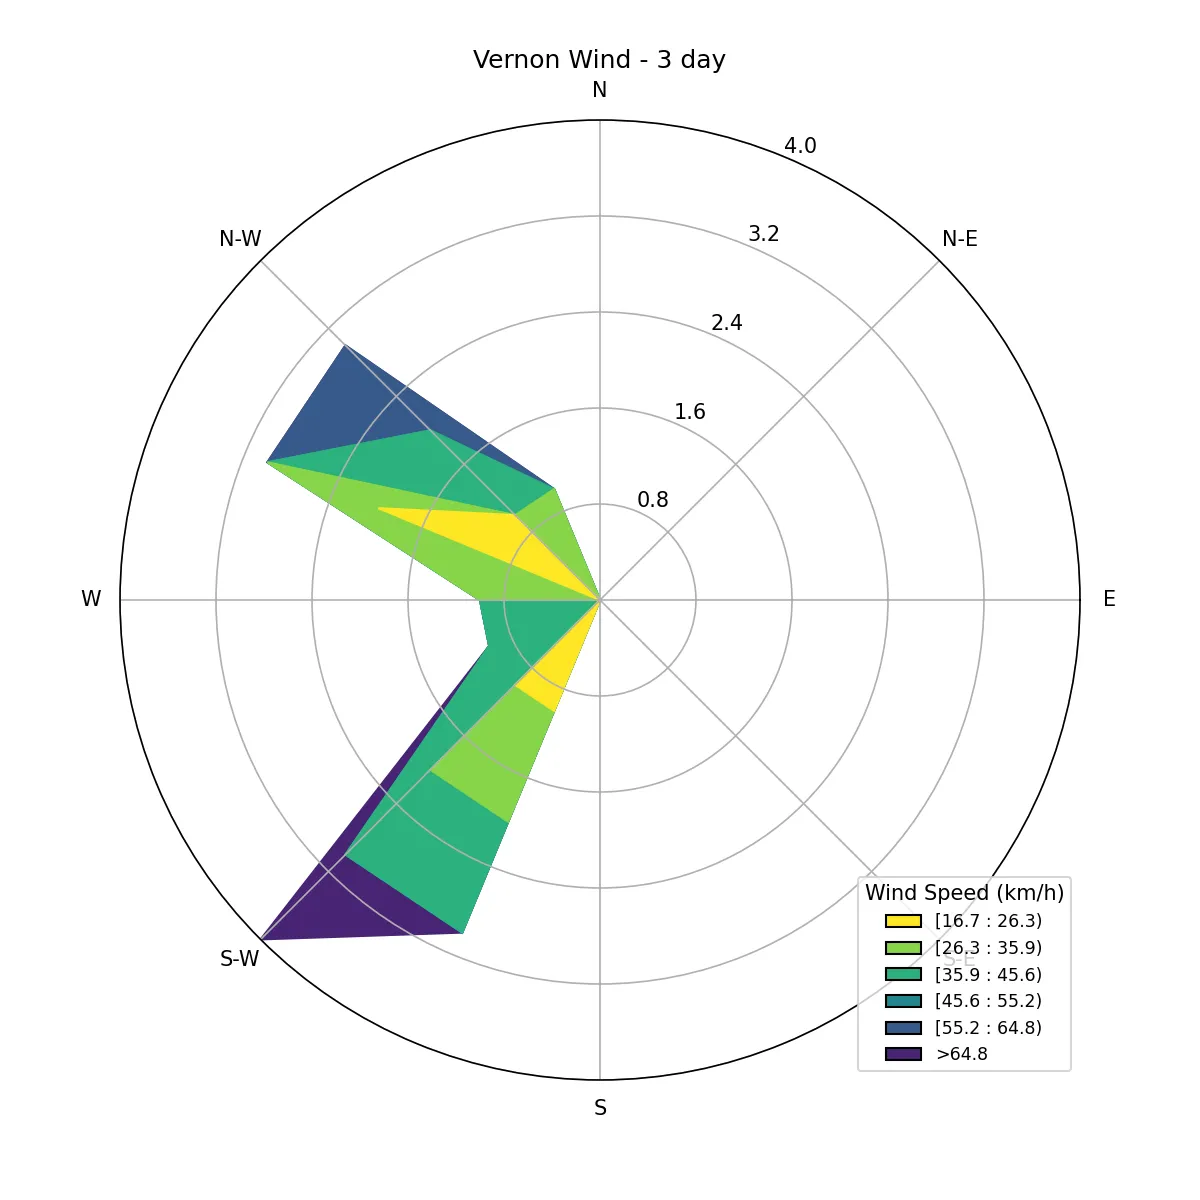 Vernon Wind - 3 day
N
4.0
N-W
N-E
3.2
2.4
1.6
0.8
W
E
Wind Speed (km/h)
[16.7 : 26.3)
[26.3 : 35.9)
S-W
S-E
[35.9 : 45.6)
[45.6 : 55.2)
[55.2 : 64.8)
>64.8
S